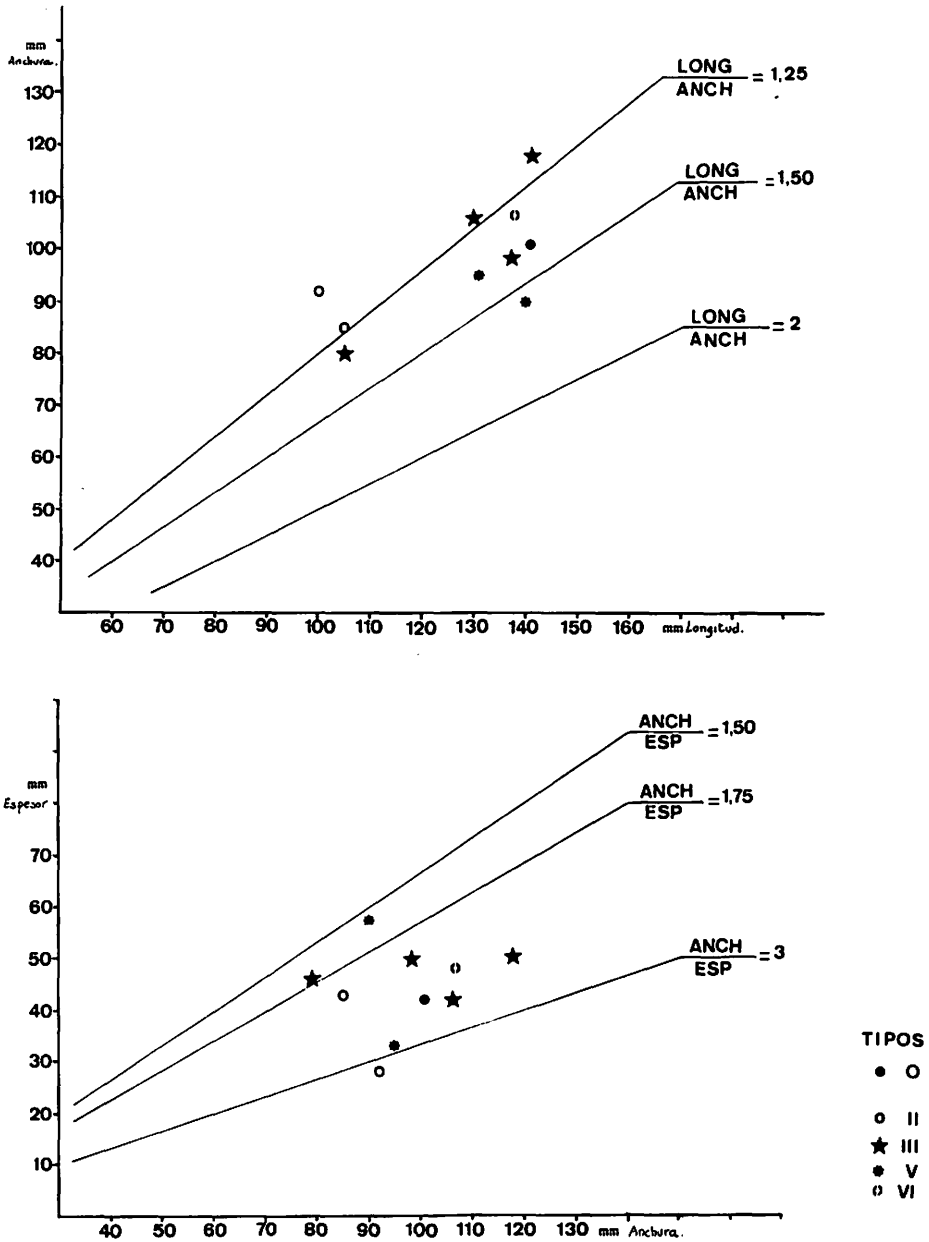 mm
Anchura.
130
120
110
100
90
80
70
60
50
40
60 70 80 90 100 110 120 130 140 150 160 mm Longitud.
LONG
ANCH = 1,25
LONG
ANCH = 1,50
LONG
ANCH = 2
mm
Espesor
70
60
50
40
30
20
10
40 50 60 70 80 90 100 110 120 130 mm Anchura.
ANCH
ESP = 1,50
ANCH
ESP = 1,75
ANCH
ESP = 3
TIPOS
O
II
III
V
VI